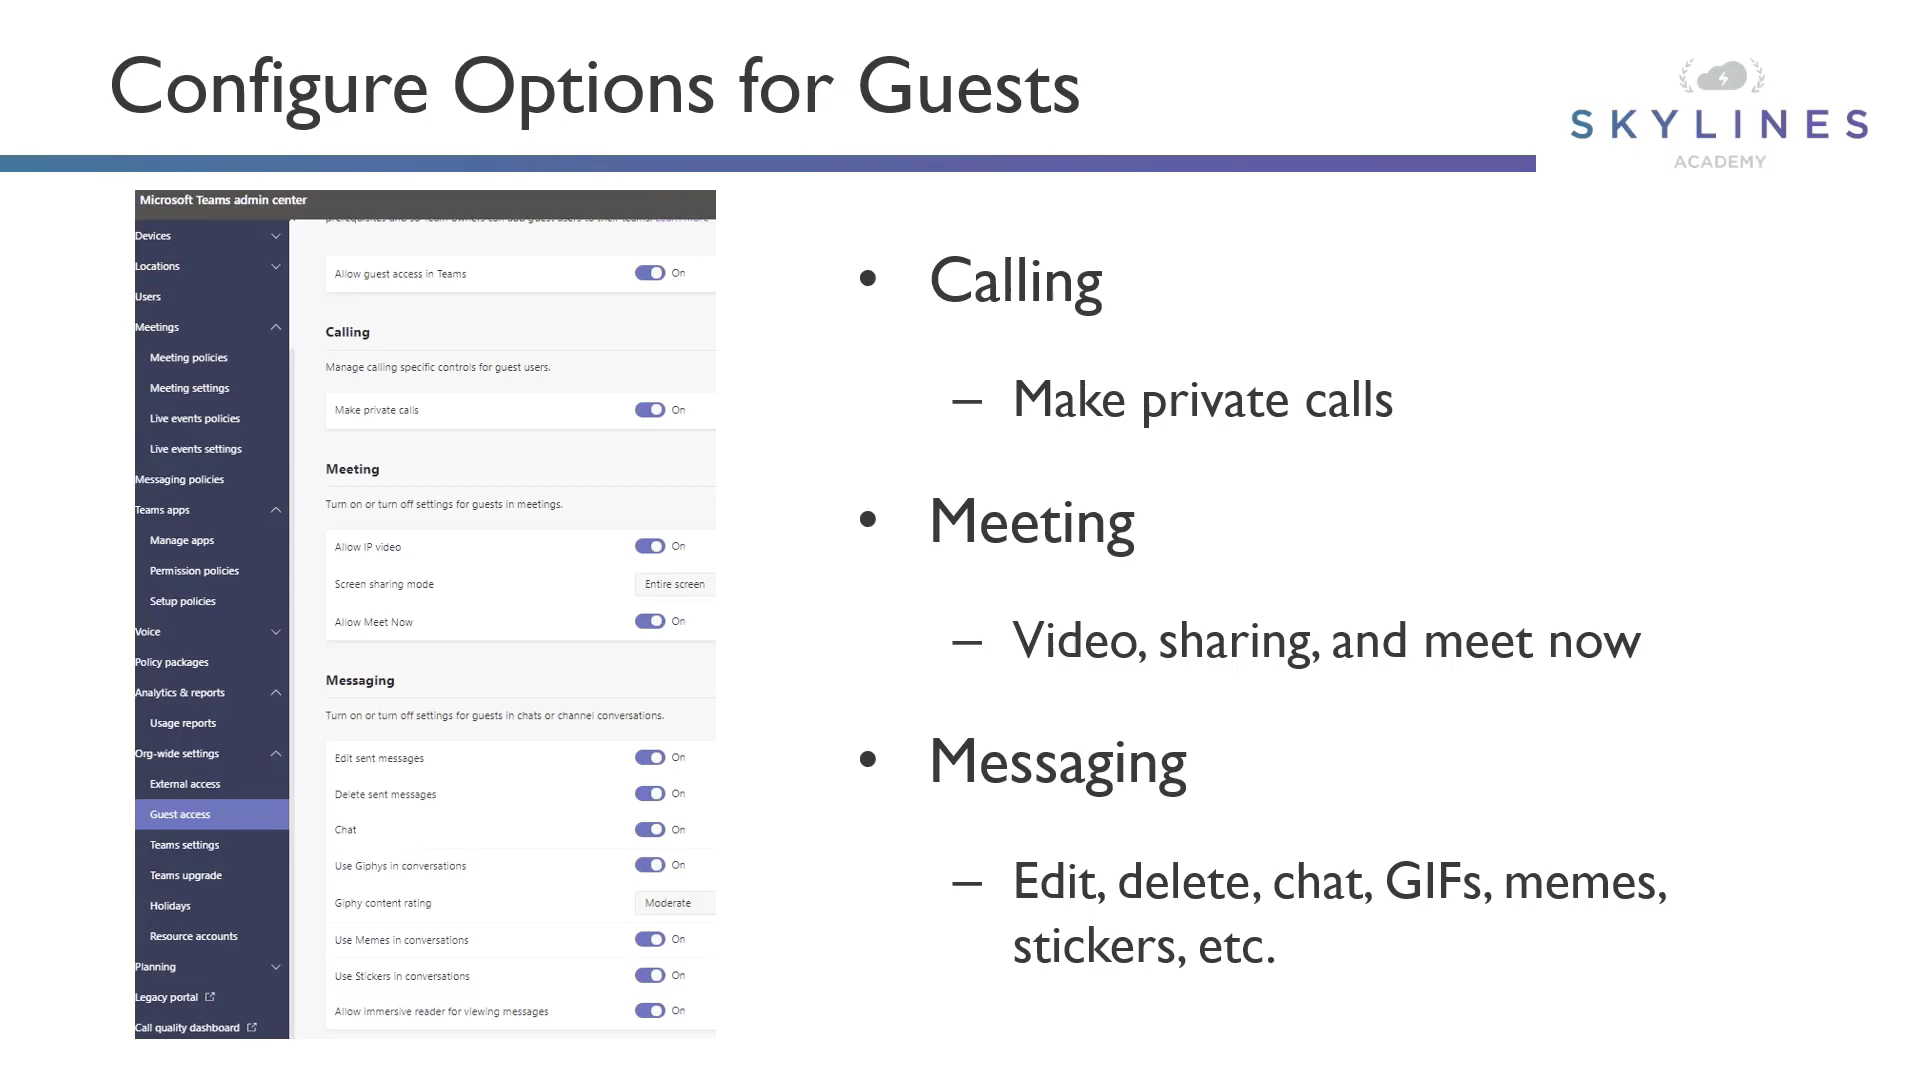 Configure Options for Guests
SKYLINES
ACADEMY
Microsoft Teams admin center
Devices
Locations
Users
Meetings
Meeting policies
Meeting settings
Live events policies
Live events settings
Messaging policies
Teams apps
Manage apps
Permission policies
Setup policies
Voice
Policy packages
Analytics & reports
Usage reports
Org-wide settings
External access
Guest access
Teams settings
Teams upgrade
Holidays
Resource accounts
Planning
Legacy portal
Call quality dashboard
Allow guest access in Teams On
Calling
Manage calling specific controls for guest users.
Make private calls On
Meeting
Turn on or turn off settings for guests in meetings.
Allow IP video On
Screen sharing mode Entire screen
Allow Meet Now On
Messaging
Turn on or turn off settings for guests in chats or channel conversations.
Edit sent messages On
Delete sent messages On
Chat On
Use Giphys in conversations On
Giphy content rating Moderate
Use Memes in conversations On
Use Stickers in conversations On
Allow immersive reader for viewing messages On
• Calling
– Make private calls
• Meeting
– Video, sharing, and meet now
• Messaging
– Edit, delete, chat, GIFs, memes,
stickers, etc.